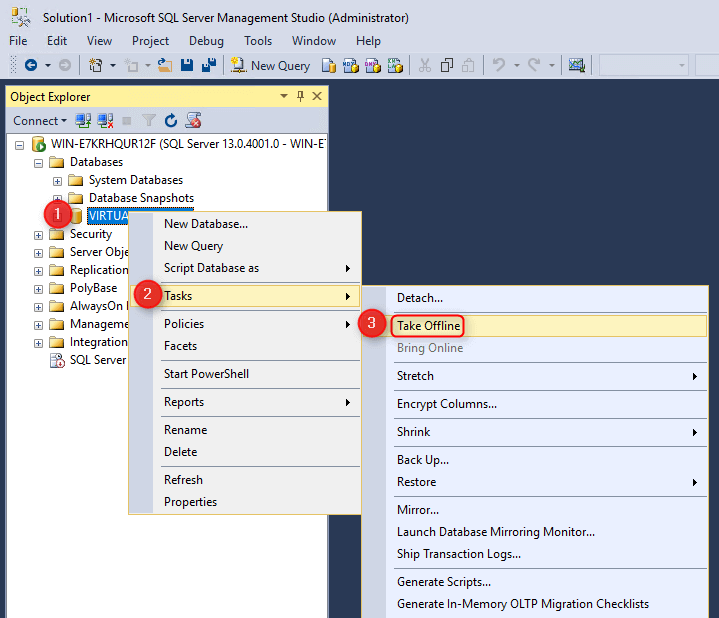 Solution1 - Microsoft SQL Server Management Studio (Administrator)
File Edit View Project Debug Tools Window Help
New Query
Object Explorer
Connect
WIN-E7KRHQUR12F (SQL Server 13.0.4001.0 - WIN-E7
Databases
System Databases
Database Snapshots
1
VIRTUA
Security
Server Obje
Replication
PolyBase
AlwaysOn
Manageme
Integration
SQL Server
New Database...
New Query
Script Database as
2
Tasks
Policies
Facets
Start PowerShell
Reports
Rename
Delete
Refresh
Properties
Detach...
3
Take Offline
Bring Online
Stretch
Encrypt Columns...
Shrink
Back Up...
Restore
Mirror...
Launch Database Mirroring Monitor...
Ship Transaction Logs...
Generate Scripts...
Generate In-Memory OLTP Migration Checklists